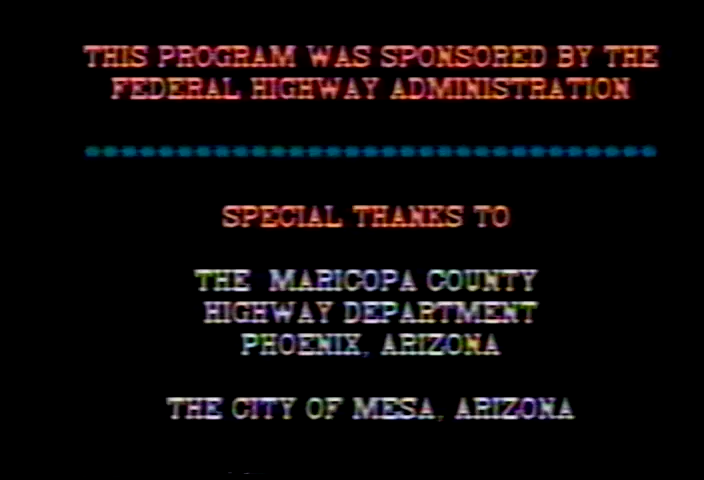 THIS PROGRAM WAS SPONSORED BY THE
FEDERAL HIGHWAY ADMINISTRATION
SPECIAL THANKS TO
THE MARICOPA COUNTY
HIGHWAY DEPARTMENT
PHOENIX, ARIZONA
THE CITY OF MESA, ARIZONA